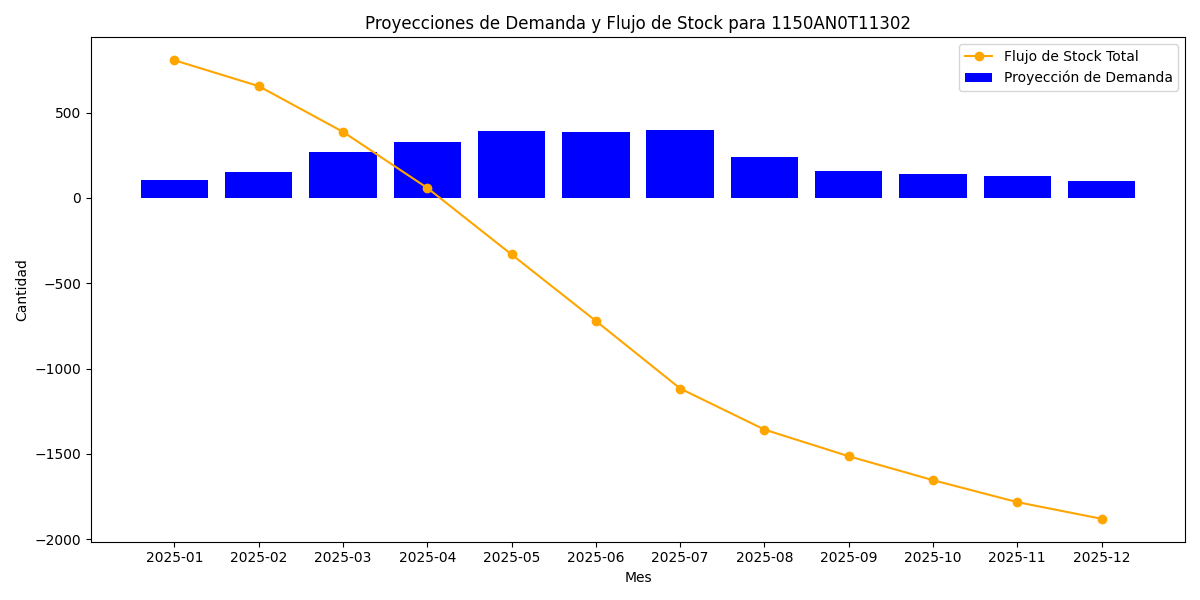 Proyecciones de Demanda y Flujo de Stock para 1150AN0T11302
Flujo de Stock Total
Proyección de Demanda
Cantidad
500
0
−500
−1000
−1500
−2000
2025-01 2025-02 2025-03 2025-04 2025-05 2025-06 2025-07 2025-08 2025-09 2025-10 2025-11 2025-12
Mes